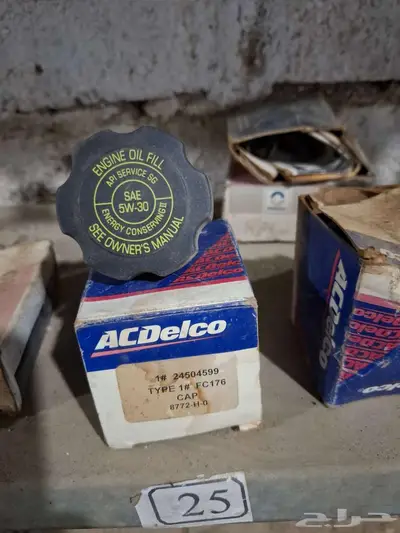 ENGINE OIL FILL
API SERVICE SG
SAE
5W-30
ENERGY CONSERVING II
SEE OWNER'S MANUAL
ACDelco
1# 24504599
TYPE 1# FC176
CAP
8772-H-0
ACDelco
25
حراج